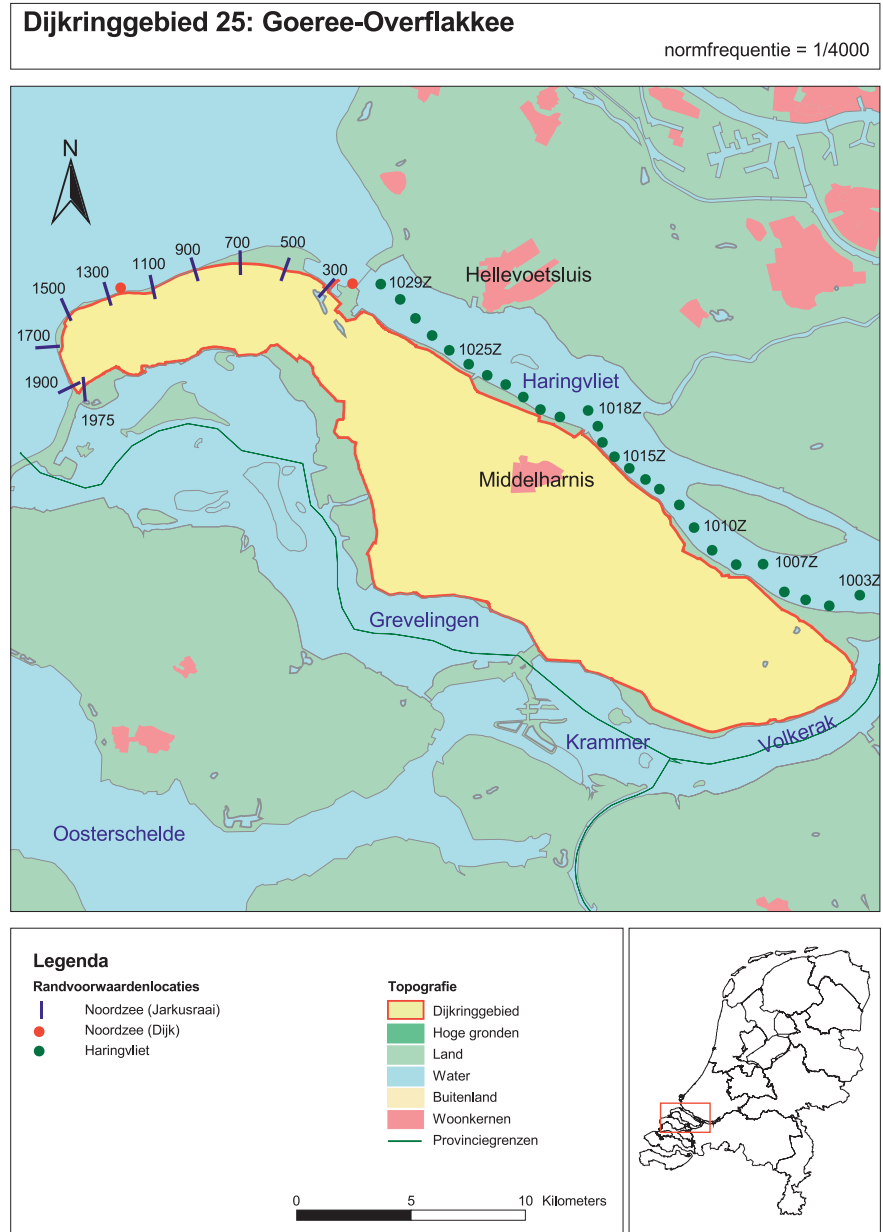 Dijkringgebied 25: Goeree-Overflakkee
normfrequentie = 1/4000
N
Hellevoetsluis
700
900
500
1100
300
1300
1029Z
1500
1700
1025Z
Haringvliet
1900
1018Z
1975
1015Z
Middelharnis
1010Z
1007Z
1003Z
Grevelingen
Krammer
Volkerak
Oosterschelde
Legenda
Randvoorwaardenlocaties
Noordzee (Jarkusraai)
Noordzee (Dijk)
Haringvliet
Topografie
Dijkringgebied
Hoge gronden
Land
Water
Buitenland
Woonkernen
Provinciegrenzen
0 5 10 Kilometers